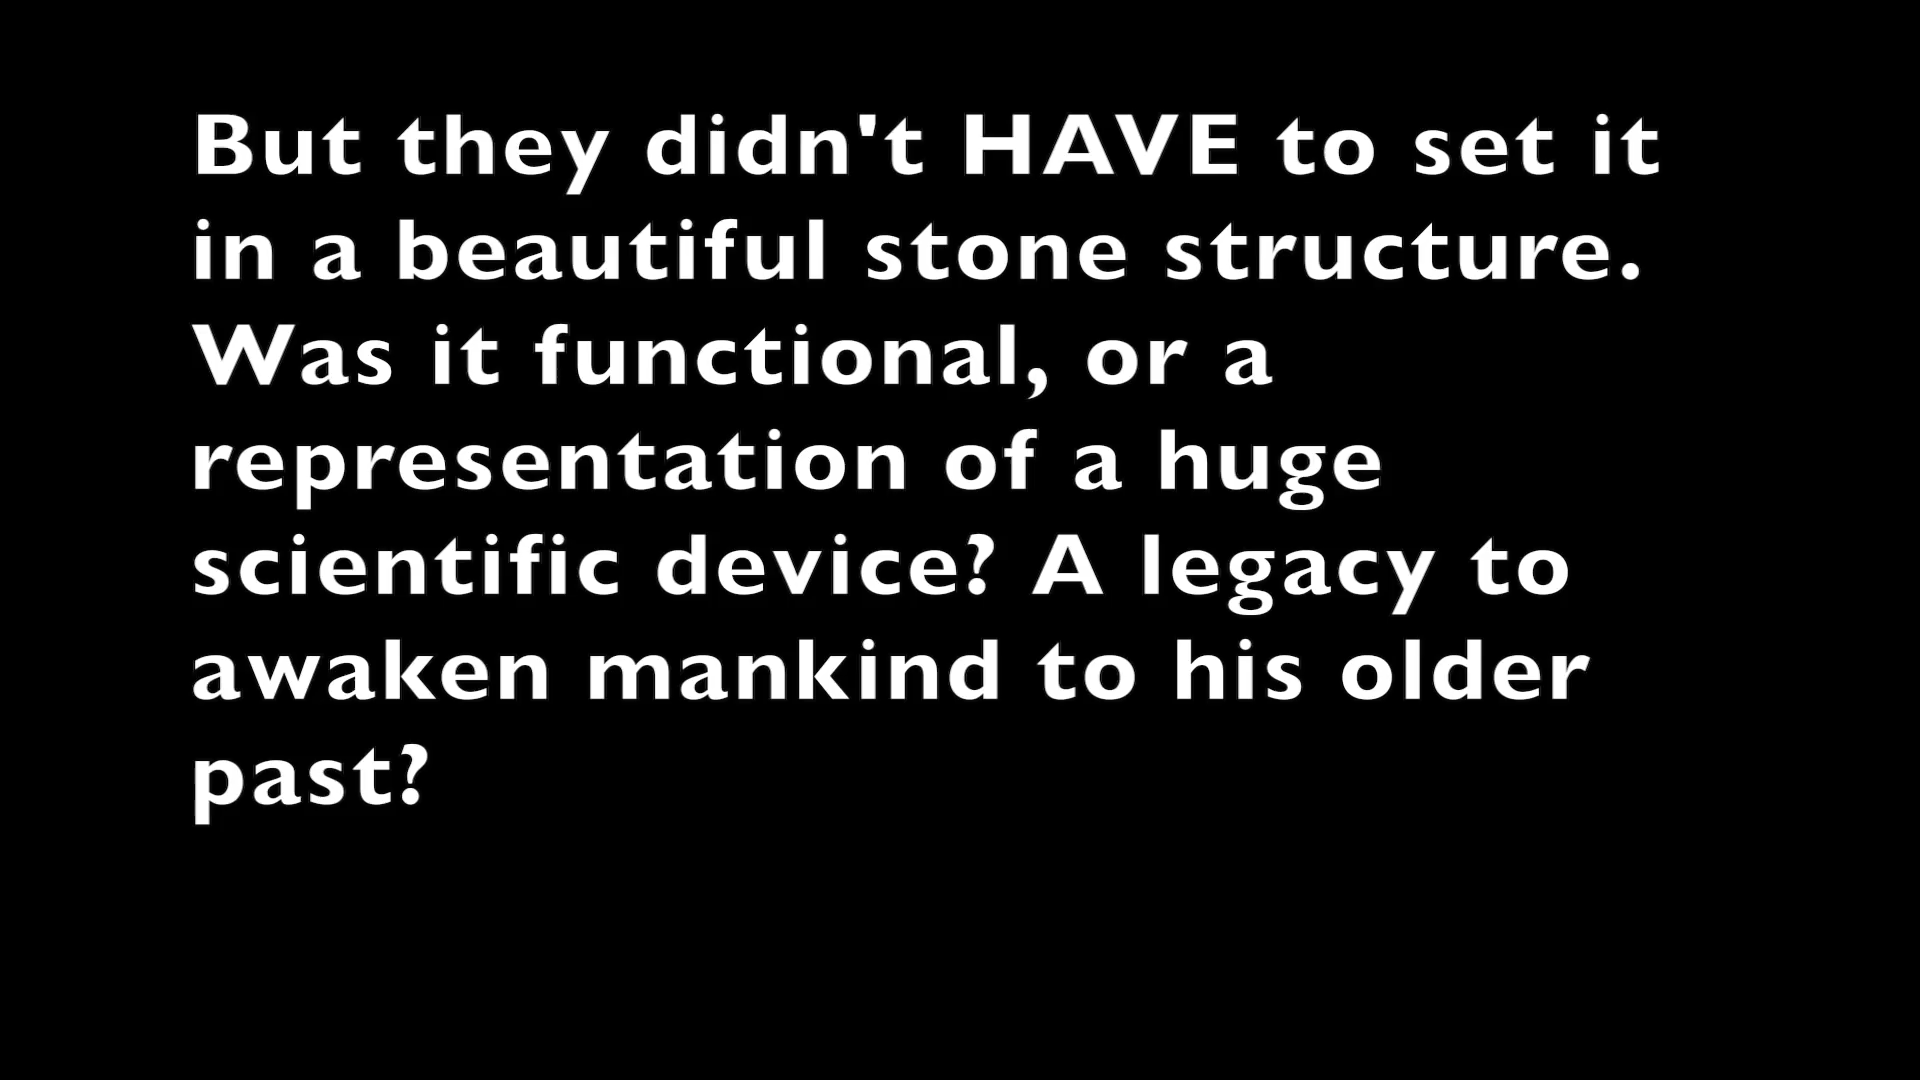 But they didn't HAVE to set it
in a beautiful stone structure.
Was it functional, or a
representation of a huge
scientific device? A legacy to
awaken mankind to his older
past?